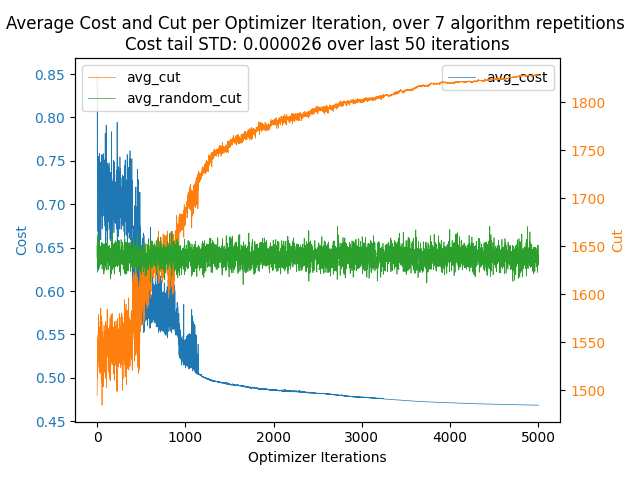 Average Cost and Cut per Optimizer Iteration, over 7 algorithm repetitions
Cost tail STD: 0.000026 over last 50 iterations
avg_cut
avg_random_cut
avg_cost
0.85
0.80
0.75
0.70
0.65
0.60
0.55
0.50
0.45
Cost
1800
1750
1700
1650
1600
1550
1500
Cut
0
1000
2000
3000
4000
5000
Optimizer Iterations